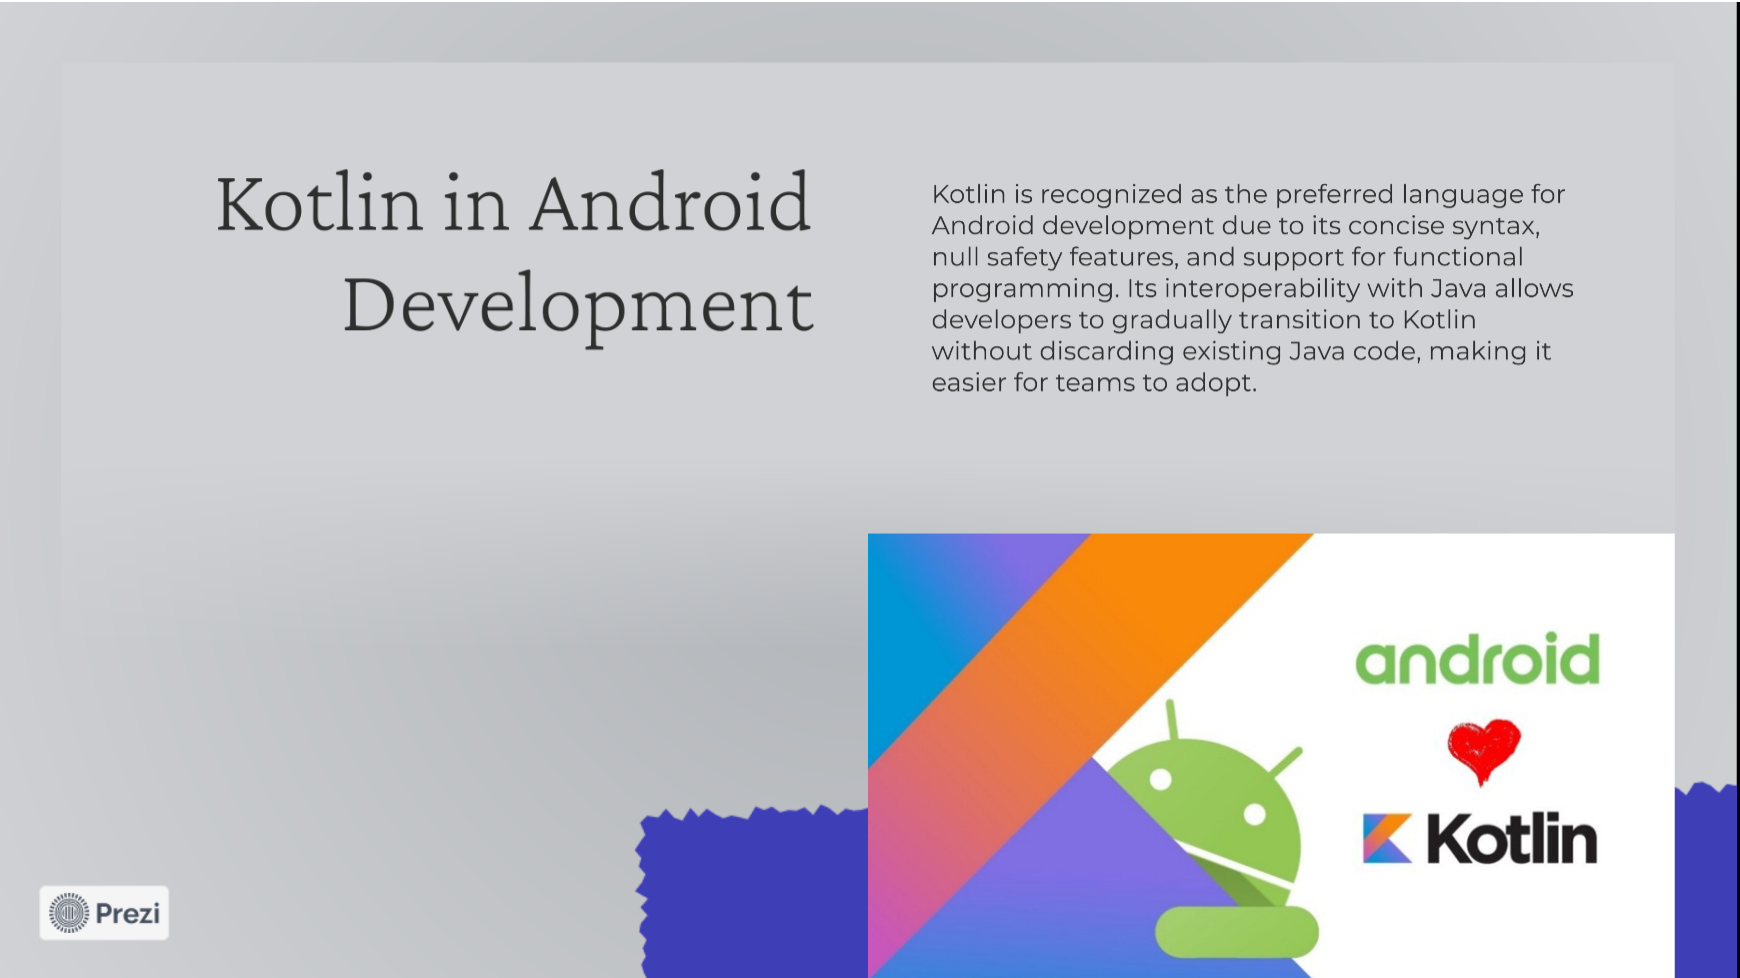 Kotlin in Android
Development
Kotlin is recognized as the preferred language for
Android development due to its concise syntax,
null safety features, and support for functional
programming. Its interoperability with Java allows
developers to gradually transition to Kotlin
without discarding existing Java code, making it
easier for teams to adopt.
android
Kotlin
Prezi